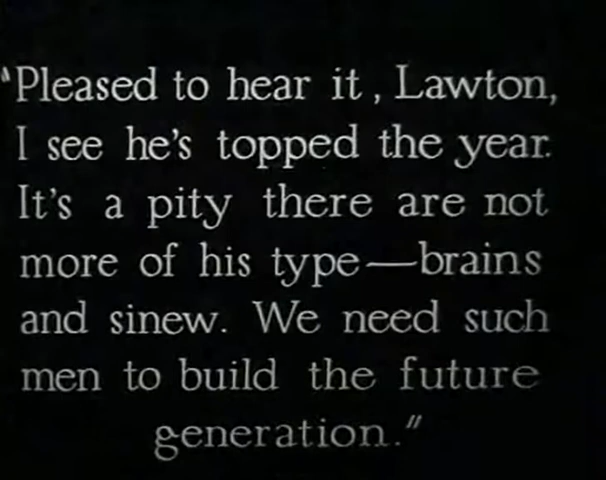 "Pleased to hear it, Lawton,
I see he's topped the year.
It's a pity there are not
more of his type—brains
and sinew. We need such
men to build the future
generation."